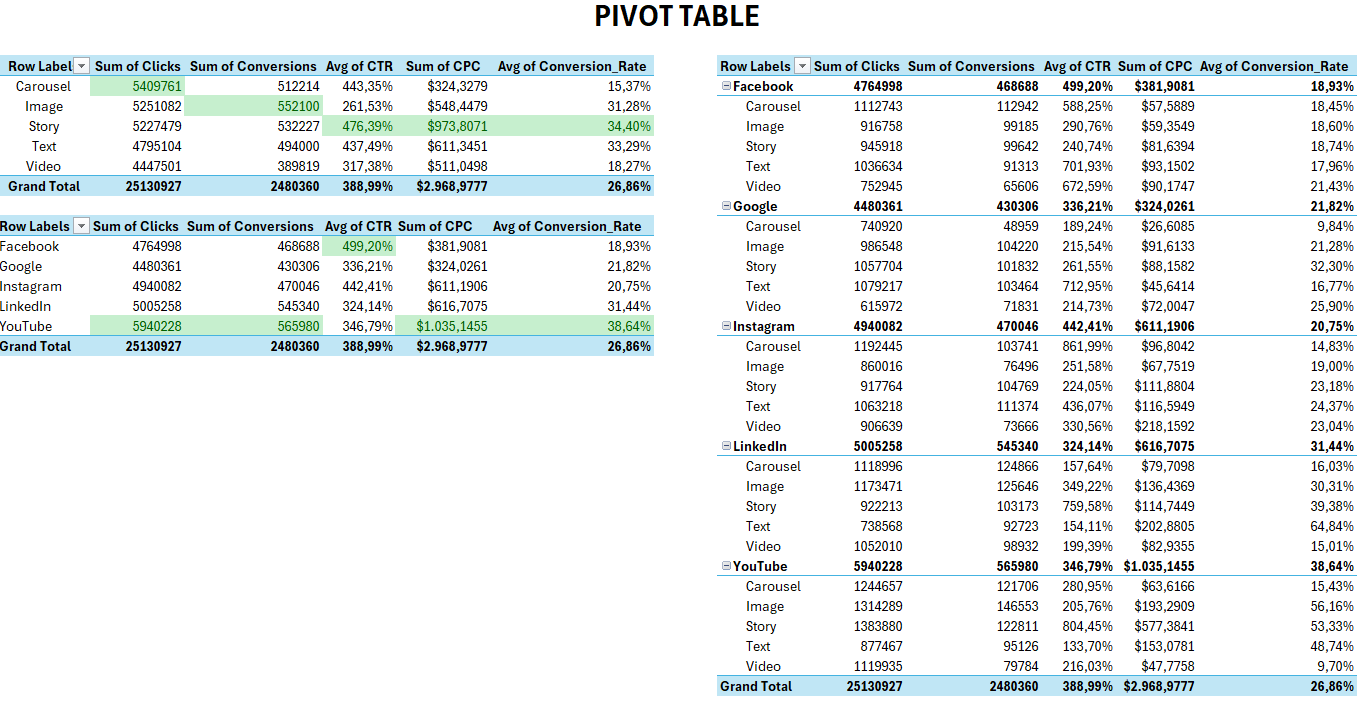 PIVOT TABLE
Row Label Sum of Clicks Sum of Conversions Avg of CTR Sum of CPC Avg of Conversion_Rate
Carousel 5409761 512214 443,35% $324,3279 15,37%
Image 5251082 552100 261,53% $548,4479 31,28%
Story 5227479 532227 476,39% $973,8071 34,40%
Text 4795104 494000 437,49% $611,3451 33,29%
Video 4447501 389819 317,38% $511,0498 18,27%
Grand Total 25130927 2480360 388,99% $2.968,9777 26,86%
Row Labels Sum of Clicks Sum of Conversions Avg of CTR Sum of CPC Avg of Conversion_Rate
Facebook 4764998 468688 499,20% $381,9081 18,93%
Google 4480361 430306 336,21% $324,0261 21,82%
Instagram 4940082 470046 442,41% $611,1906 20,75%
LinkedIn 5005258 545340 324,14% $616,7075 31,44%
YouTube 5940228 565980 346,79% $1.035,1455 38,64%
Grand Total 25130927 2480360 388,99% $2.968,9777 26,86%
Row Labels Sum of Clicks Sum of Conversions Avg of CTR Sum of CPC Avg of Conversion_Rate
Facebook 4764998 468688 499,20% $381,9081 18,93%
Carousel 1112743 112942 588,25% $57,5889 18,45%
Image 916758 99185 290,76% $59,3549 18,60%
Story 945918 99642 240,74% $81,6394 18,74%
Text 1036634 91313 701,93% $93,1502 17,96%
Video 752945 65606 672,59% $90,1747 21,43%
Google 4480361 430306 336,21% $324,0261 21,82%
Carousel 740920 48959 189,24% $26,6085 9,84%
Image 986548 104220 215,54% $91,6133 21,28%
Story 1057704 101832 261,55% $88,1582 32,30%
Text 1079217 103464 712,95% $45,6414 16,77%
Video 615972 71831 214,73% $72,0047 25,90%
Instagram 4940082 470046 442,41% $611,1906 20,75%
Carousel 1192445 103741 861,99% $96,8042 14,83%
Image 860016 76496 251,58% $67,7519 19,00%
Story 917764 104769 224,05% $111,8804 23,18%
Text 1063218 111374 436,07% $116,5949 24,37%
Video 906639 73666 330,56% $218,1592 23,04%
LinkedIn 5005258 545340 324,14% $616,7075 31,44%
Carousel 1118996 124866 157,64% $79,7098 16,03%
Image 1173471 125646 349,22% $136,4369 30,31%
Story 922213 103173 759,58% $114,7449 39,38%
Text 738568 92723 154,11% $202,8805 64,84%
Video 1052010 98932 199,39% $82,9355 15,01%
YouTube 5940228 565980 346,79% $1.035,1455 38,64%
Carousel 1244657 121706 280,95% $63,6166 15,43%
Image 1314289 146553 205,76% $193,2909 56,16%
Story 1383880 122811 804,45% $577,3841 53,33%
Text 877467 95126 133,70% $153,0781 48,74%
Video 1119935 79784 216,03% $47,7758 9,70%
Grand Total 25130927 2480360 388,99% $2.968,9777 26,86%